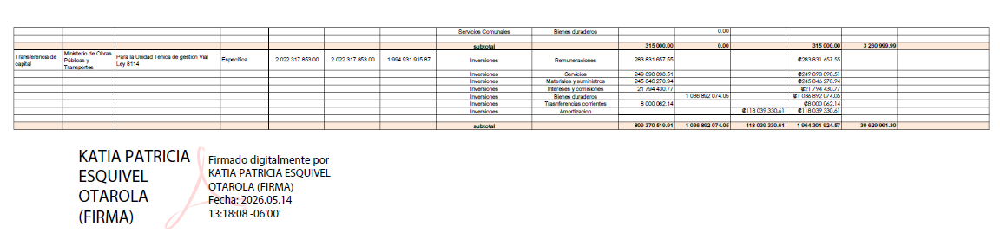 Servicios Comunales Bienes duraderos 0.00
subtotal 315 000.00 0.00 315 000.00 3 260 999.99
Transferencia de capital Ministerio de Obras Públicas y Transportes Para la Unidad Tenica de gestion Vial Ley 8114 Específica 2 022 317 853.00 2 022 317 853.00 1 994 931 915.87 Inversiones Remuneraciones 283 831 657.55 ₡283 831 657.55
Inversiones Servicios 249 898 098.51 ₡249 898 098.51
Inversiones Materiales y suministros 245 846 270.94 ₡245 846 270.94
Inversiones Intereses y comisiones 21 794 430.77 ₡21 794 430.77
Inversiones Bienes duraderos 1 036 892 074.05 ₡1 036 892 074.05
Inversiones Trasnferencias corrientes 8 000 062.14 ₡8 000 062.14
Inversiones Amortizacion ₡118 039 330.61 ₡118 039 330.61
subtotal 809 370 519.91 1 036 892 074.05 118 039 330.61 1 964 301 924.57 30 629 991.30
KATIA PATRICIA
ESQUIVEL
OTAROLA
(FIRMA)
Firmado digitalmente por
KATIA PATRICIA ESQUIVEL
OTAROLA (FIRMA)
Fecha: 2026.05.14
13:18:08 -06'00'